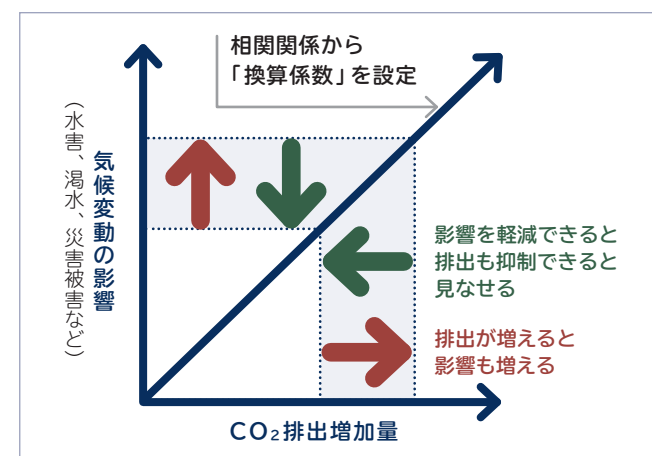 相関関係から
「換算係数」を設定
気候変動の影響
（水害、渇水、災害被害など）
影響を軽減できると
排出も抑制できると
見なせる
排出が増えると
影響も増える
CO₂排出増加量